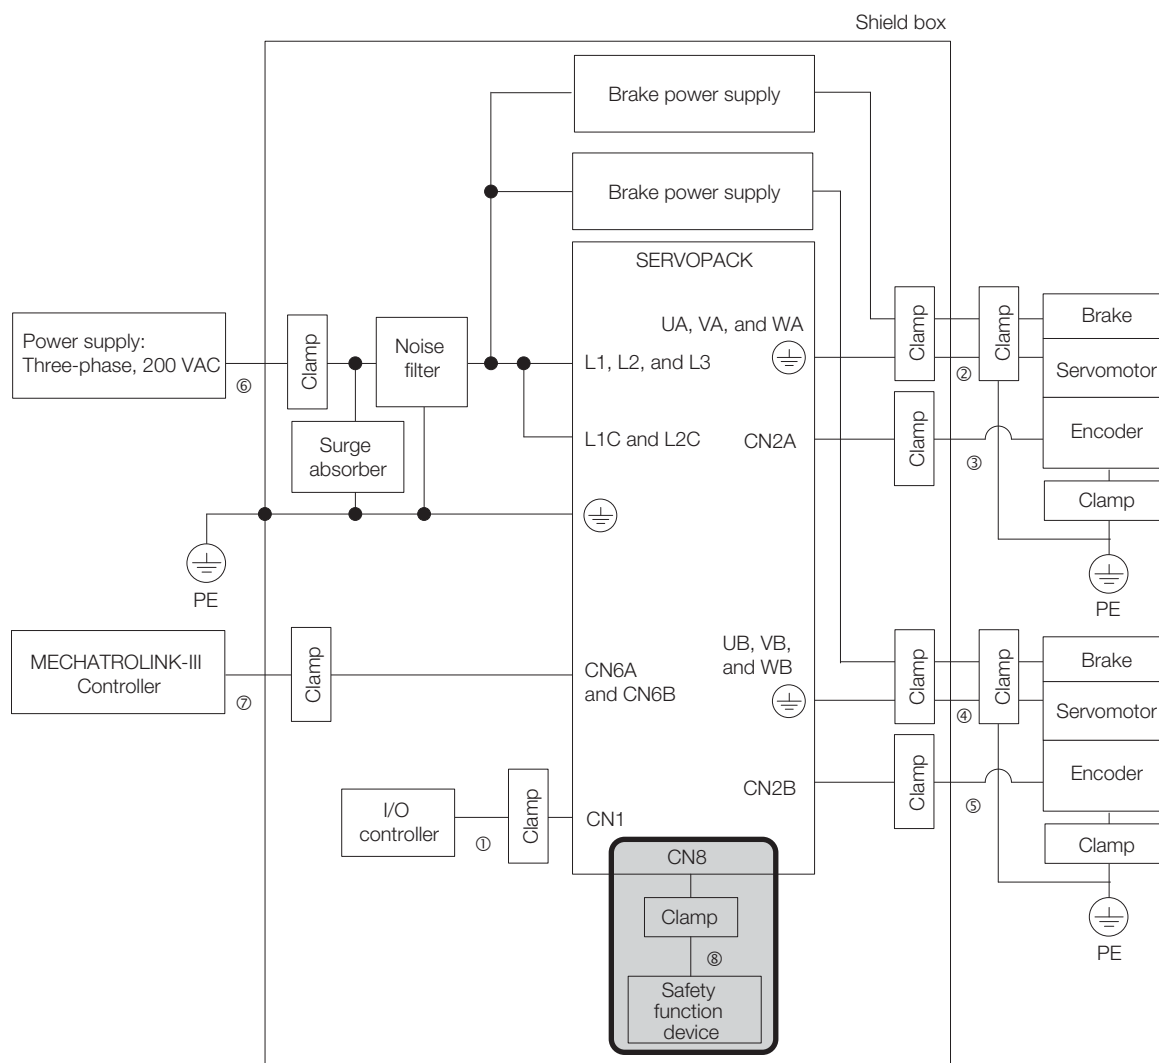 Shield box
Brake power supply
Brake power supply
SERVOPACK
Power supply:
Three-phase, 200 VAC
⑥
Clamp
Noise
filter
Surge
absorber
L1, L2, and L3
L1C and L2C
UA, VA, and WA
CN2A
Clamp
②
Clamp
Brake
Servomotor
Encoder
Clamp
③
Clamp
PE
PE
MECHATROLINK-III
Controller
⑦
Clamp
CN6A
and CN6B
UB, VB,
and WB
CN2B
Clamp
④
Clamp
Brake
Servomotor
Encoder
Clamp
⑤
Clamp
PE
I/O
controller
①
Clamp
CN1
CN8
Clamp
⑧
Safety
function
device